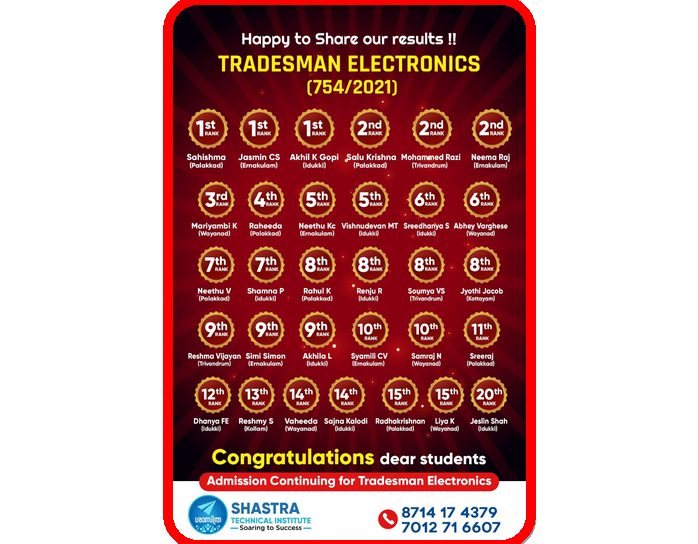 Happy to Share our results !!
TRADESMAN ELECTRONICS
(754/2021)
1st RANK 1st RANK 1st RANK 2nd RANK 2nd RANK 2nd RANK
Sahishma Jasmin CS Akhil K Gopi Salu Krishna Mohammed Razi Neema Raj
(Palakkad) (Ernakulam) (Idukki) (Palakkad) (Trivandrum) (Ernakulam)
3rd RANK 4th RANK 5th RANK 5th RANK 6th RANK 6th RANK
Mariyambi K Raheeda Neethu Kc Vishnudevan MT Sreedhanya S Abhey Varghese
(Wayanad) (Palakkad) (Ernakulam) (Idukki) (Idukki) (Wayanad)
7th RANK 7th RANK 8th RANK 8th RANK 8th RANK 8th RANK
Neethu V Shamna P Rahul K Renju R Soumya VS Jyothi Jacob
(Palakkad) (idukki) (Palakkad) (Idukki) (Trivandrum) (Kottayam)
9th RANK 9th RANK 9th RANK 10th RANK 10th RANK 11th RANK
Reshma Vijayan Simi Simon Akhila L Syamili CV Samraj N Sreeraj
(Trivandrum) (Ernakulam) (Idukki) (Ernakulam) (Wayanad) (Palakkad)
12th RANK 13th RANK 14th RANK 14th RANK 15th RANK 15th RANK 20th RANK
Dhanya FE Reshmy S Vaheeda Sajna Kalodi Radhakrishnan Liya K Jeslin Shah
(Idukki) (Kollam) (Wayanad) (Idukki) (Palakkad) (Wayanad) (Idukki)
Congratulations dear students
Admission Continuing for Tradesman Electronics
ശാസ്ത്ര
SHASTRA
TECHNICAL INSTITUTE
Soaring to Success
8714 17 4379
7012 71 6607